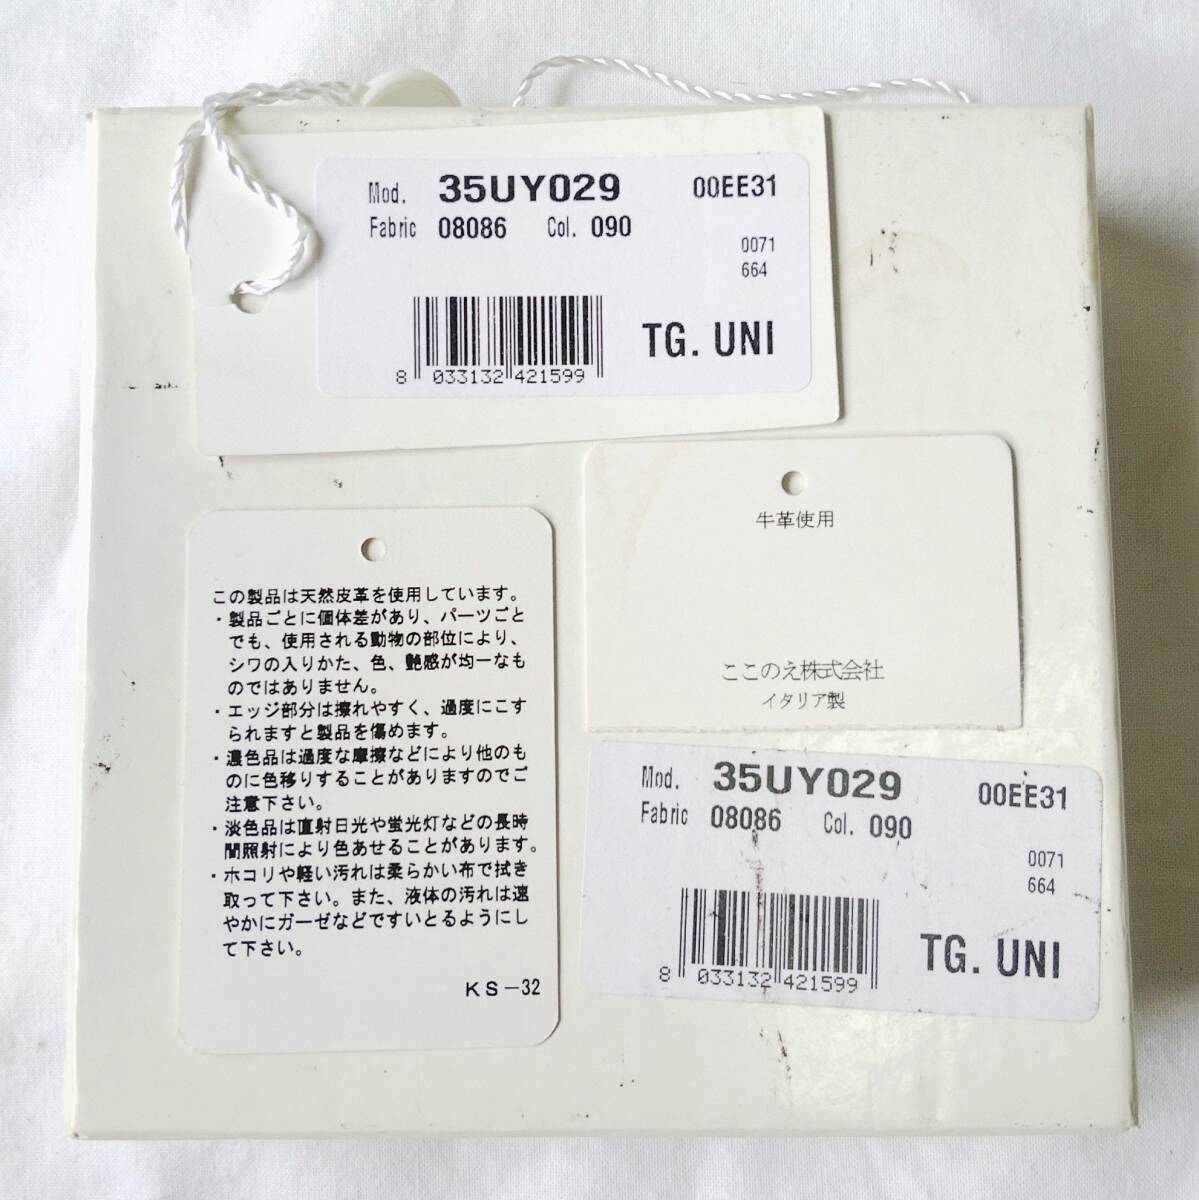 Mod. 35UY029 00EE31
Fabric 08086 Col. 090
0071
664
TG. UNI
8 033132 421599
牛革使用
ここのえ株式会社
イタリア製
この製品は天然皮革を使用しています。
・製品ごとに個体差があり、パーツごと
でも、使用される動物の部位により、
シワの入りかた、色、艶感が均一なも
のではありません。
・エッジ部分は擦れやすく、過度にこす
られますと製品を傷めます。
・濃色品は過度な摩擦などにより他のも
のに色移りすることがありますのでご
注意下さい。
・淡色品は直射日光や蛍光灯などの長時
間照射により色あせることがあります。
・ホコリや軽い汚れは柔らかい布で拭き
取って下さい。また、液体の汚れは速
やかにガーゼなどですいとるようにし
て下さい。
KS-32
Mod. 35UY029 00EE31
Fabric 08086 Col. 090
0071
664
TG. UNI
8 033132 421599